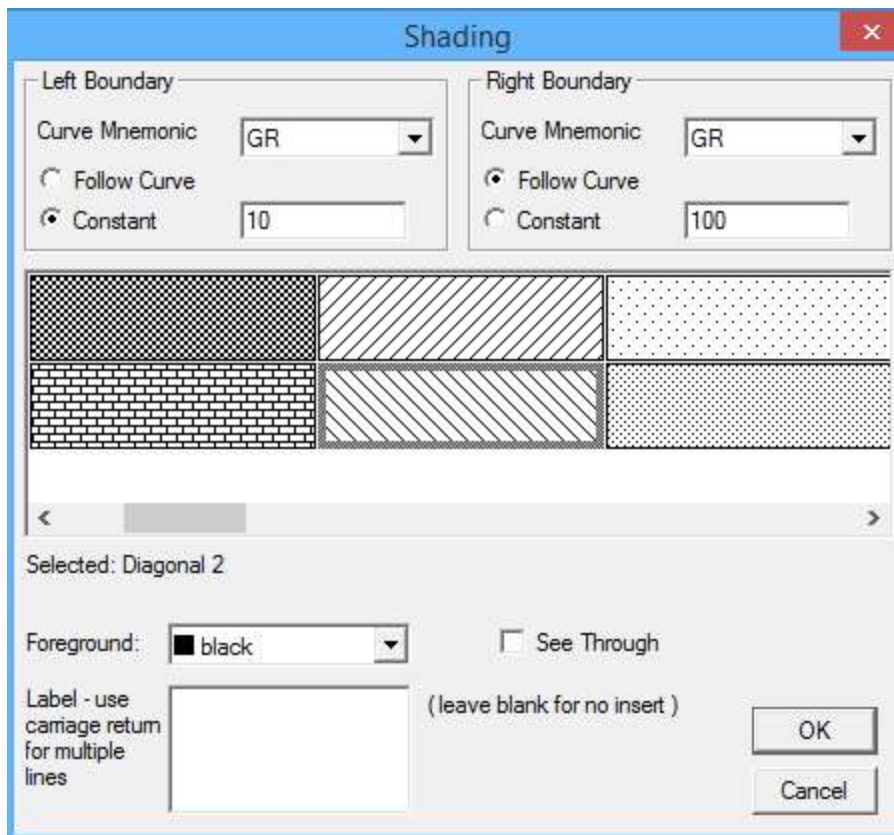 Shading
Left Boundary
Right Boundary
Curve Mnemonic
GR
Curve Mnemonic
GR
Follow Curve
Follow Curve
Constant
10
Constant
100
Selected: Diagonal 2
Foreground:
black
See Through
Label - use
carriage return
for multiple
lines
( leave blank for no insert )
OK
Cancel